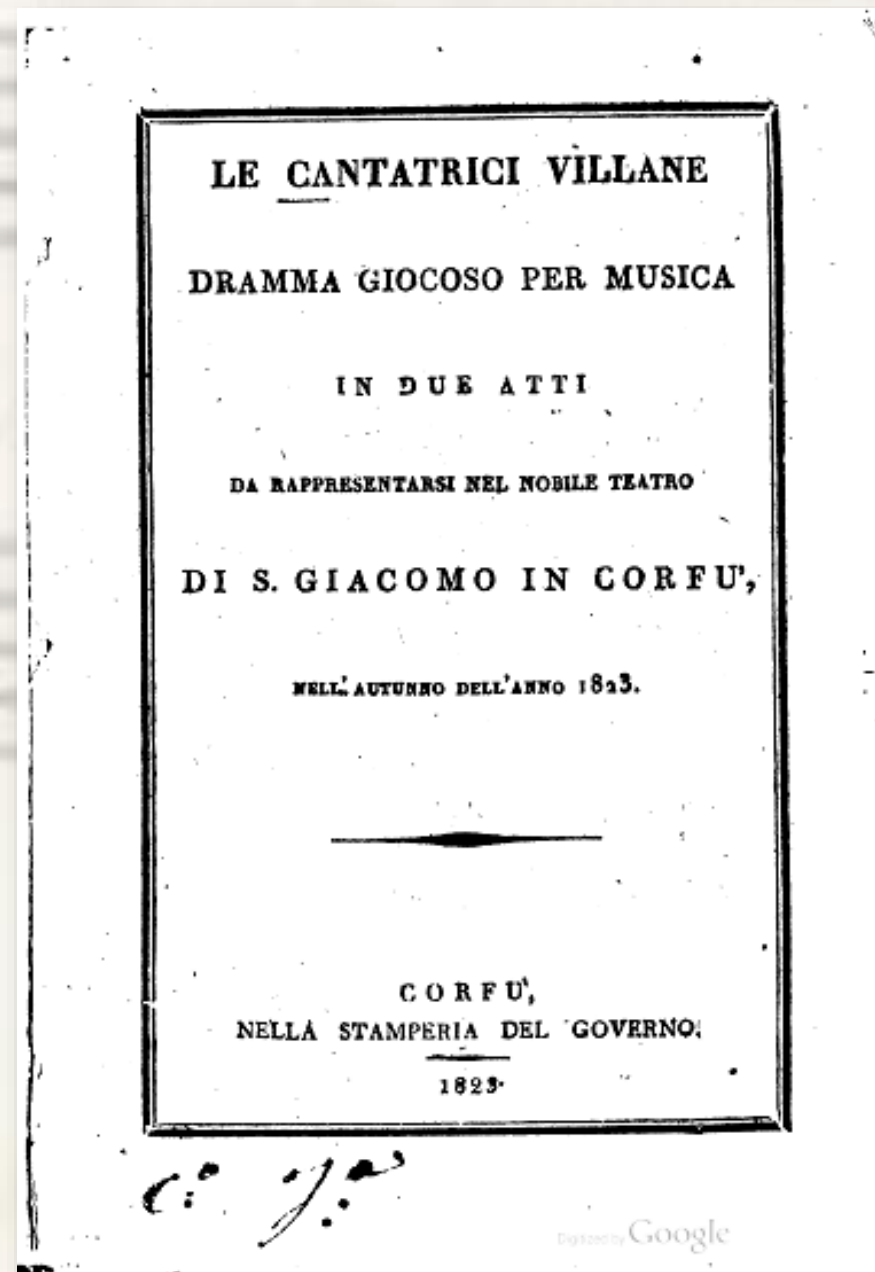 LE CANTATRICI VILLANE
DRAMMA GIOCOSO PER MUSICA
IN DUE ATTI
DA RAPPRESENTARSI NEL NOBILE TEATRO
DI S. GIACOMO IN CORFU',
NELL'AUTUNNO DELL'ANNO 1823.
CORFU',
NELLA STAMPERIA DEL GOVERNO.
1823.
Digitized by Google